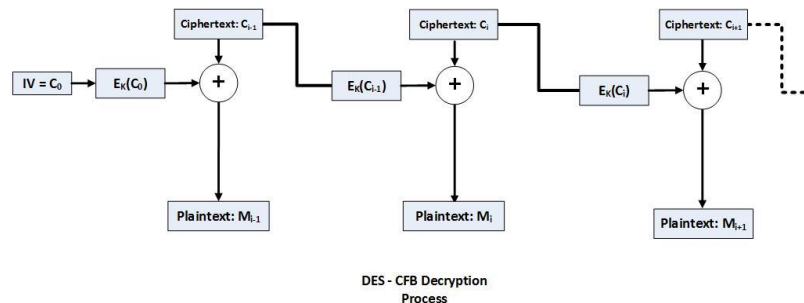 Ciphertext: Cᵢ₋₁
Ciphertext: Cᵢ
Ciphertext: Cᵢ₊₁
IV = C₀
Eₖ(C₀)
+
Eₖ(Cᵢ₋₁)
+
Eₖ(Cᵢ)
+
Plaintext: Mᵢ₋₁
Plaintext: Mᵢ
Plaintext: Mᵢ₊₁
DES - CFB Decryption
Process